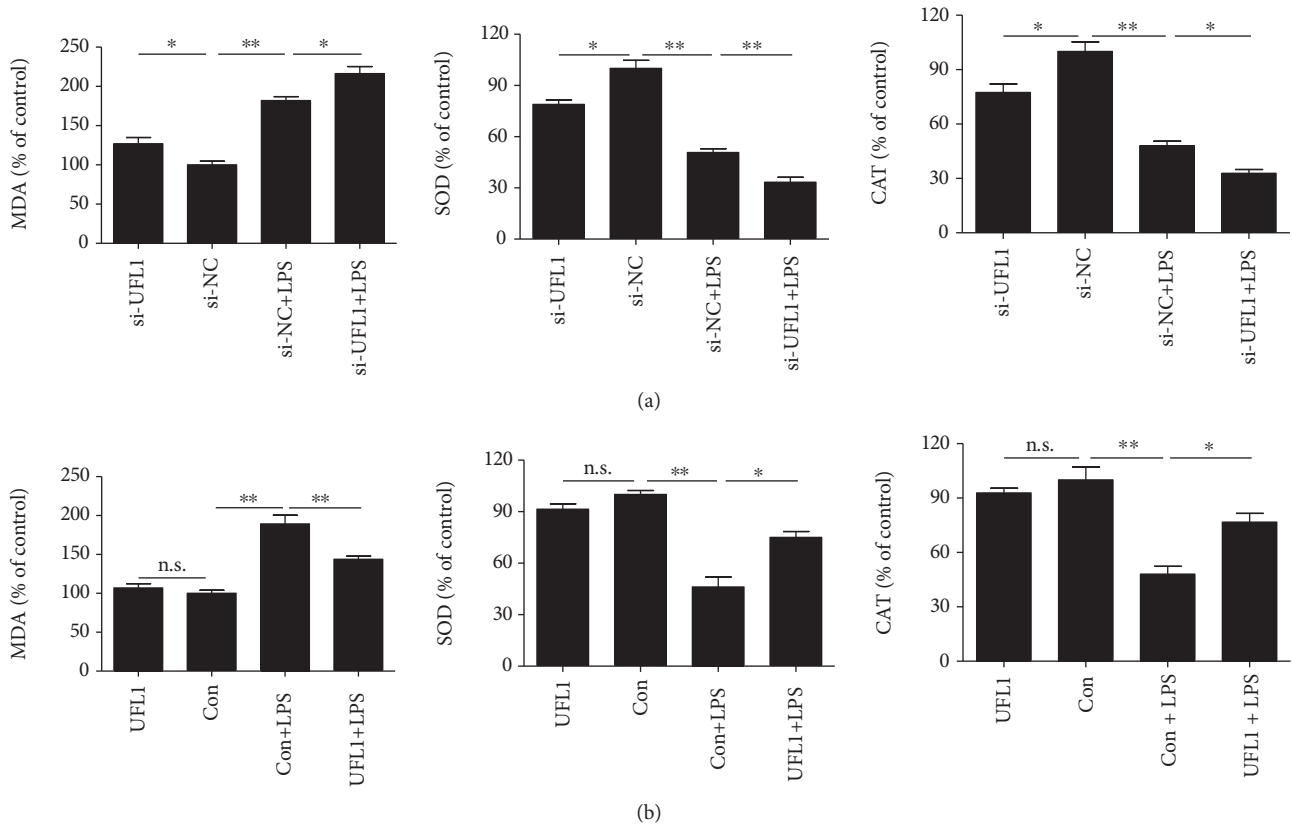 MDA (% of control)
250
200
150
100
50
0
* ** *
si-UFL1
si-NC
si-NC+LPS
si-UFL1+LPS
SOD (% of control)
120
90
60
30
0
* ** **
si-UFL1
si-NC
si-NC+LPS
si-UFL1+LPS
CAT (% of control)
120
90
60
30
0
* ** *
si-UFL1
si-NC
si-NC+LPS
si-UFL1+LPS
(a)
MDA (% of control)
250
200
150
100
50
0
n.s. ** **
UFL1
Con
Con+LPS
UFL1+LPS
SOD (% of control)
120
90
60
30
0
n.s. ** *
UFL1
Con
Con+LPS
UFL1+LPS
CAT (% of control)
120
90
60
30
0
n.s. ** *
UFL1
Con
Con + LPS
UFL1 + LPS
(b)